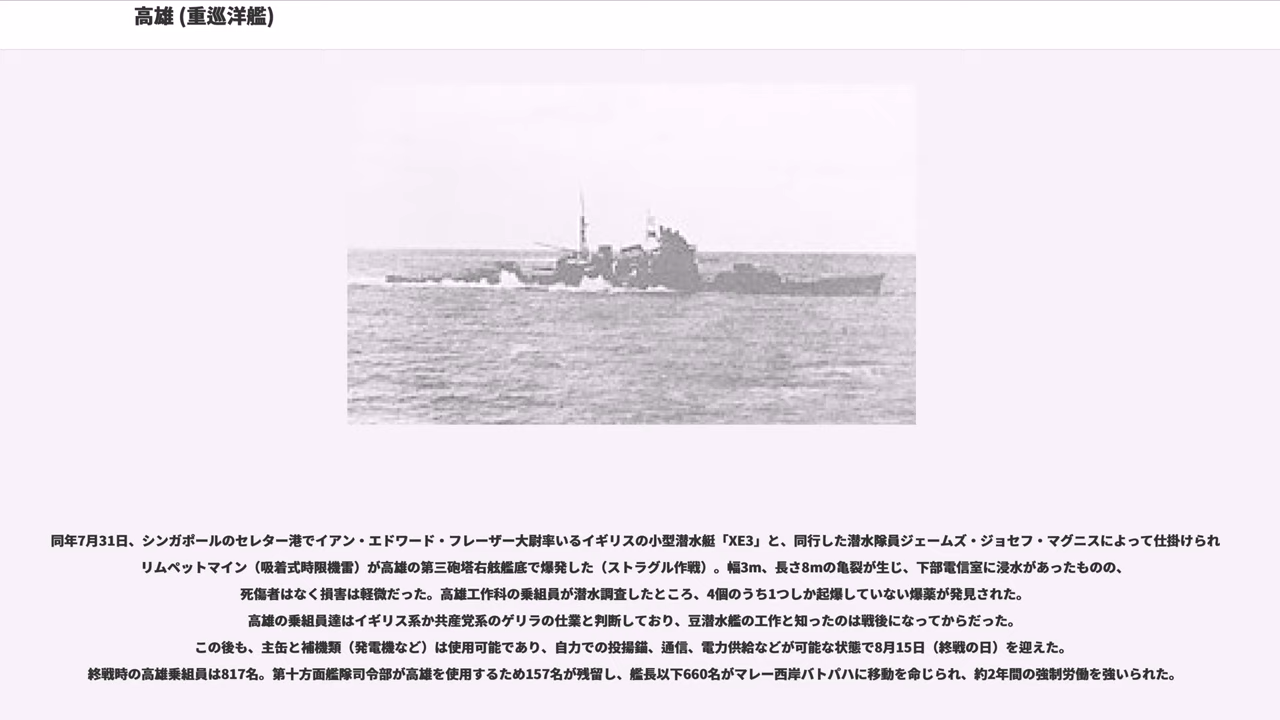 高雄 (重巡洋艦)
同年7月31日、シンガポールのセレター港でイアン・エドワード・フレーザー大尉率いるイギリスの小型潜水艇「XE3」と、同行した潜水隊員ジェームズ・ジョセフ・マグニスによって仕掛けられ
リムペットマイン（吸着式時限機雷）が高雄の第三砲塔右舷艦底で爆発した（ストラグル作戦）。幅3m、長さ8mの亀裂が生じ、下部電信室に浸水があったものの、
死傷者はなく損害は軽微だった。高雄工作科の乗組員が潜水調査したところ、4個のうち1つしか起爆していない爆薬が発見された。
高雄の乗組員達はイギリス系か共産党系のゲリラの仕業と判断しており、豆潜水艦の工作と知ったのは戦後になってからだった。
この後も、主缶と補機類（発電機など）は使用可能であり、自力での投揚錨、通信、電力供給などが可能な状態で8月15日（終戦の日）を迎えた。
終戦時の高雄乗組員は817名。第十方面艦隊司令部が高雄を使用するため157名が残留し、艦長以下660名がマレー西岸バトパハに移動を命じられ、約2年間の強制労働を強いられた。